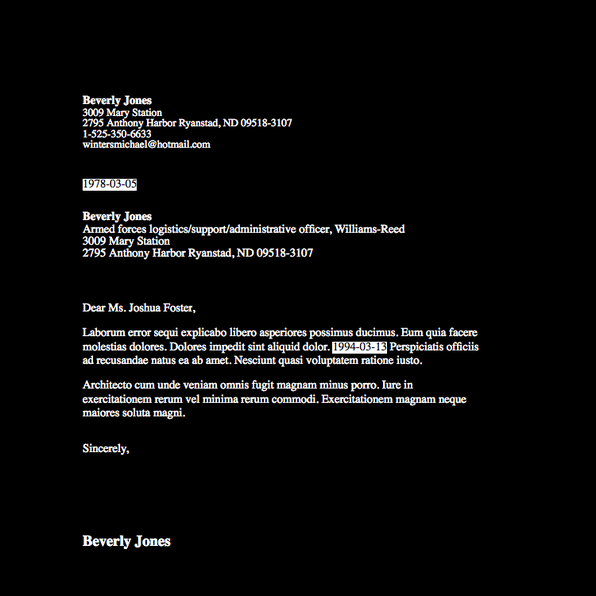 Beverly Jones
3009 Mary Station
2795 Anthony Harbor Ryanstad, ND 09518-3107
1-525-350-6633
wintersmichael@hotmail.com
1978-03-05
Beverly Jones
Armed forces logistics/support/administrative officer, Williams-Reed
3009 Mary Station
2795 Anthony Harbor Ryanstad, ND 09518-3107
Dear Ms. Joshua Foster,
Laborum error sequi explicabo libero asperiores possimus ducimus. Eum quia facere
molestias dolores. Dolores impedit sint aliquid dolor. 1994-03-13 Perspiciatis officiis
ad recusandae natus ea ab amet. Nesciunt quasi voluptatem ratione iusto.
Architecto cum unde veniam omnis fugit magnam minus porro. Iure in
exercitationem rerum vel minima rerum commodi. Exercitationem magnam neque
maiores soluta magni.
Sincerely,
Beverly Jones